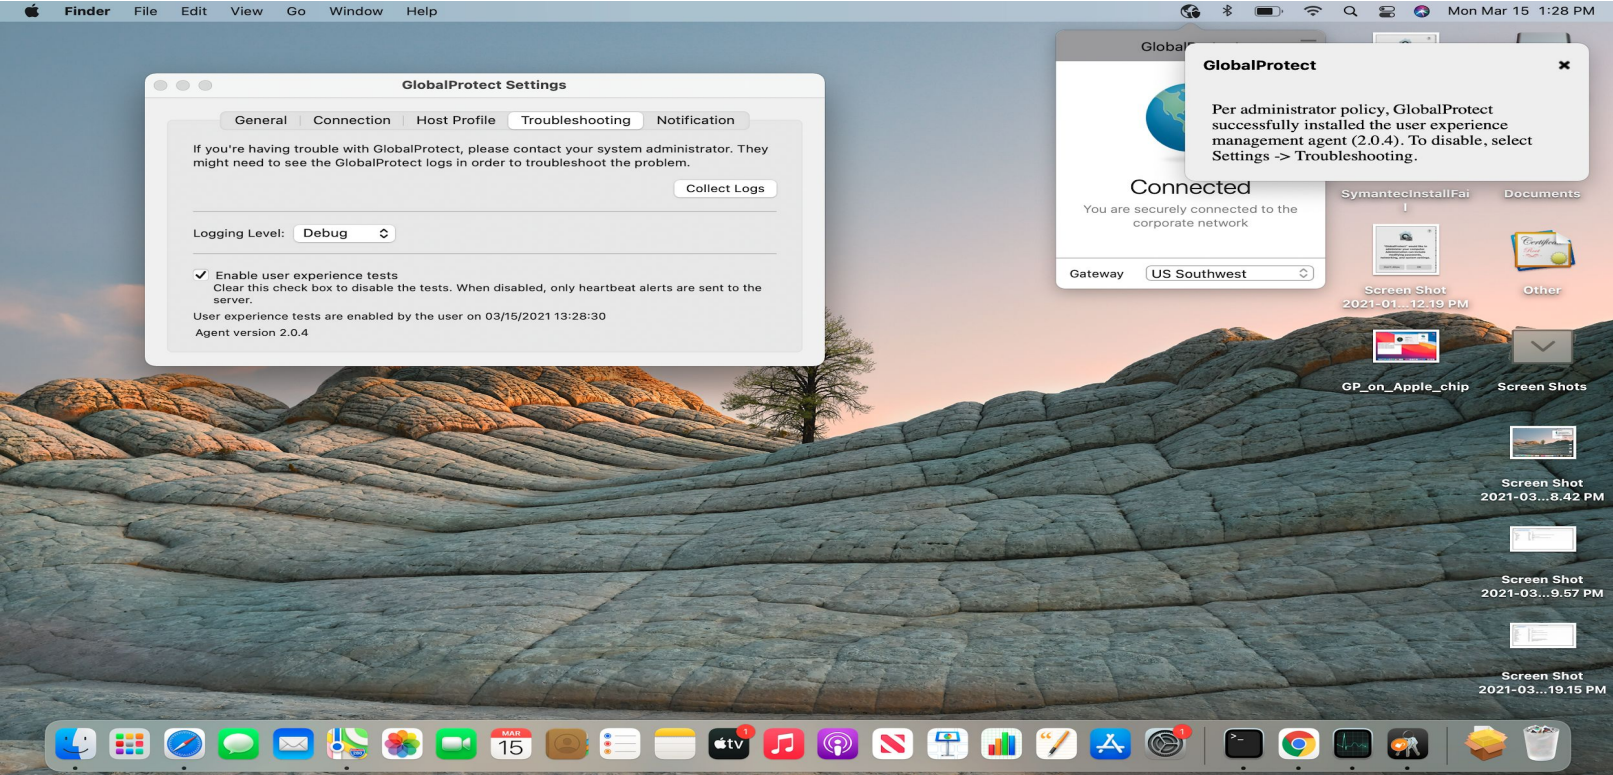 Finder File Edit View Go Window Help
Mon Mar 15 1:28 PM
GlobalProtect Settings
General Connection Host Profile Troubleshooting Notification
If you're having trouble with GlobalProtect, please contact your system administrator. They
might need to see the GlobalProtect logs in order to troubleshoot the problem.
Collect Logs
Logging Level: Debug
Enable user experience tests
Clear this check box to disable the tests. When disabled, only heartbeat alerts are sent to the
server.
User experience tests are enabled by the user on 03/15/2021 13:28:30
Agent version 2.0.4
GlobalProtect
Per administrator policy, GlobalProtect
successfully installed the user experience
management agent (2.0.4). To disable, select
Settings -> Troubleshooting.
Connected
You are securely connected to the
corporate network
Gateway US Southwest
SymantecInstallFai
l
Documents
Screen Shot
2021-01...12.19 PM
Other
GP_on_Apple_chip
Screen Shots
Screen Shot
2021-03...8.42 PM
Screen Shot
2021-03...9.57 PM
Screen Shot
2021-03...19.15 PM
MAR
15
tv
1
1